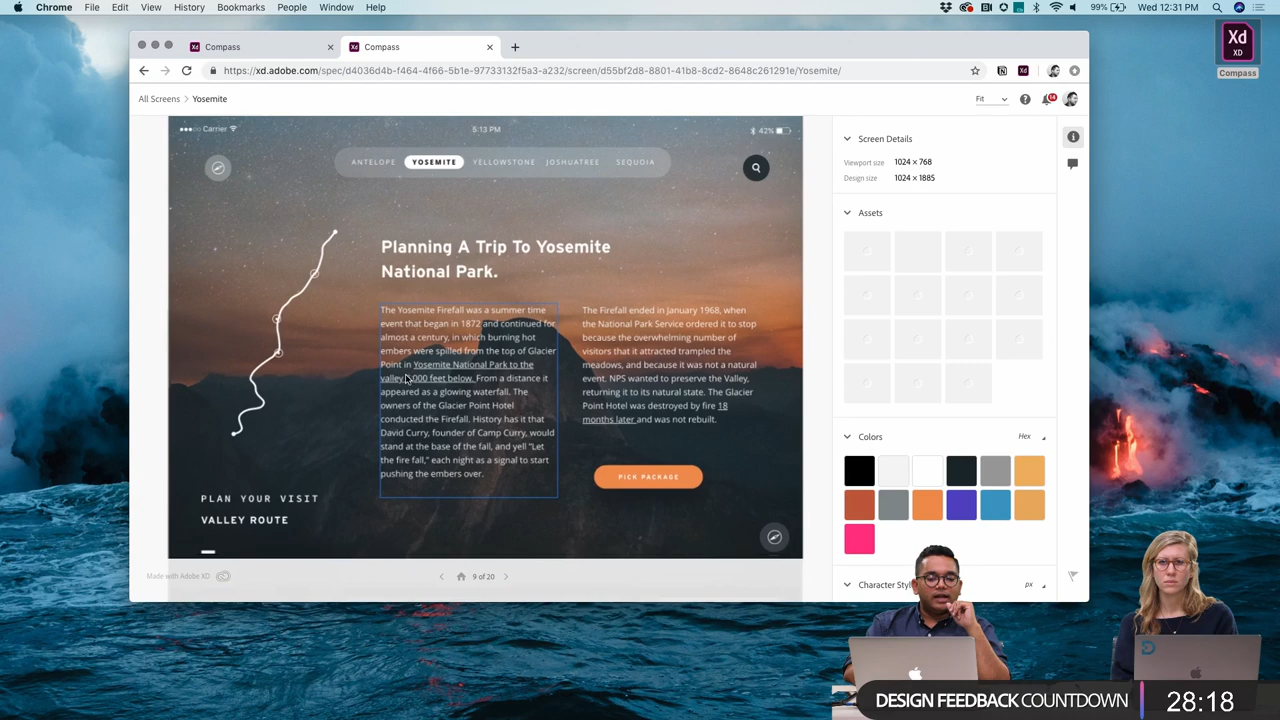 Chrome File Edit View History Bookmarks People Window Help
99% Wed 12:31 PM
Xd
XD
Compass
Xd Compass
Xd Compass
https://xd.adobe.com/spec/d4036d4b-f464-4f66-5b1e-97733132f5a3-a232/screen/d55bf2d8-8801-41b8-8cd2-8648c261291e/Yosemite/
All Screens > Yosemite
Fit
14
Carrier
5:13 PM
42%
ANTELOPE YOSEMITE YELLOWSTONE JOSHUATREE SEQUOIA
Planning A Trip To Yosemite
National Park.
The Yosemite Firefall was a summer time
event that began in 1872 and continued for
almost a century, in which burning hot
embers were spilled from the top of Glacier
Point in Yosemite National Park to the
valley 000 feet below. From a distance it
appeared as a glowing waterfall. The
owners of the Glacier Point Hotel
conducted the Firefall. History has it that
David Curry, founder of Camp Curry, would
stand at the base of the fall, and yell "Let
the fire fall," each night as a signal to start
pushing the embers over.
The Firefall ended in January 1968, when
the National Park Service ordered it to stop
because the overwhelming number of
visitors that it attracted trampled the
meadows, and because it was not a natural
event. NPS wanted to preserve the Valley,
returning it to its natural state. The Glacier
Point Hotel was destroyed by fire 18
months later and was not rebuilt.
PICK PACKAGE
PLAN YOUR VISIT
VALLEY ROUTE
Made with Adobe XD
9 of 20
Screen Details
Viewport size 1024 × 768
Design size 1024 × 1885
Assets
Colors
Hex
Character Styl
px
DESIGN FEEDBACK COUNTDOWN
28:18